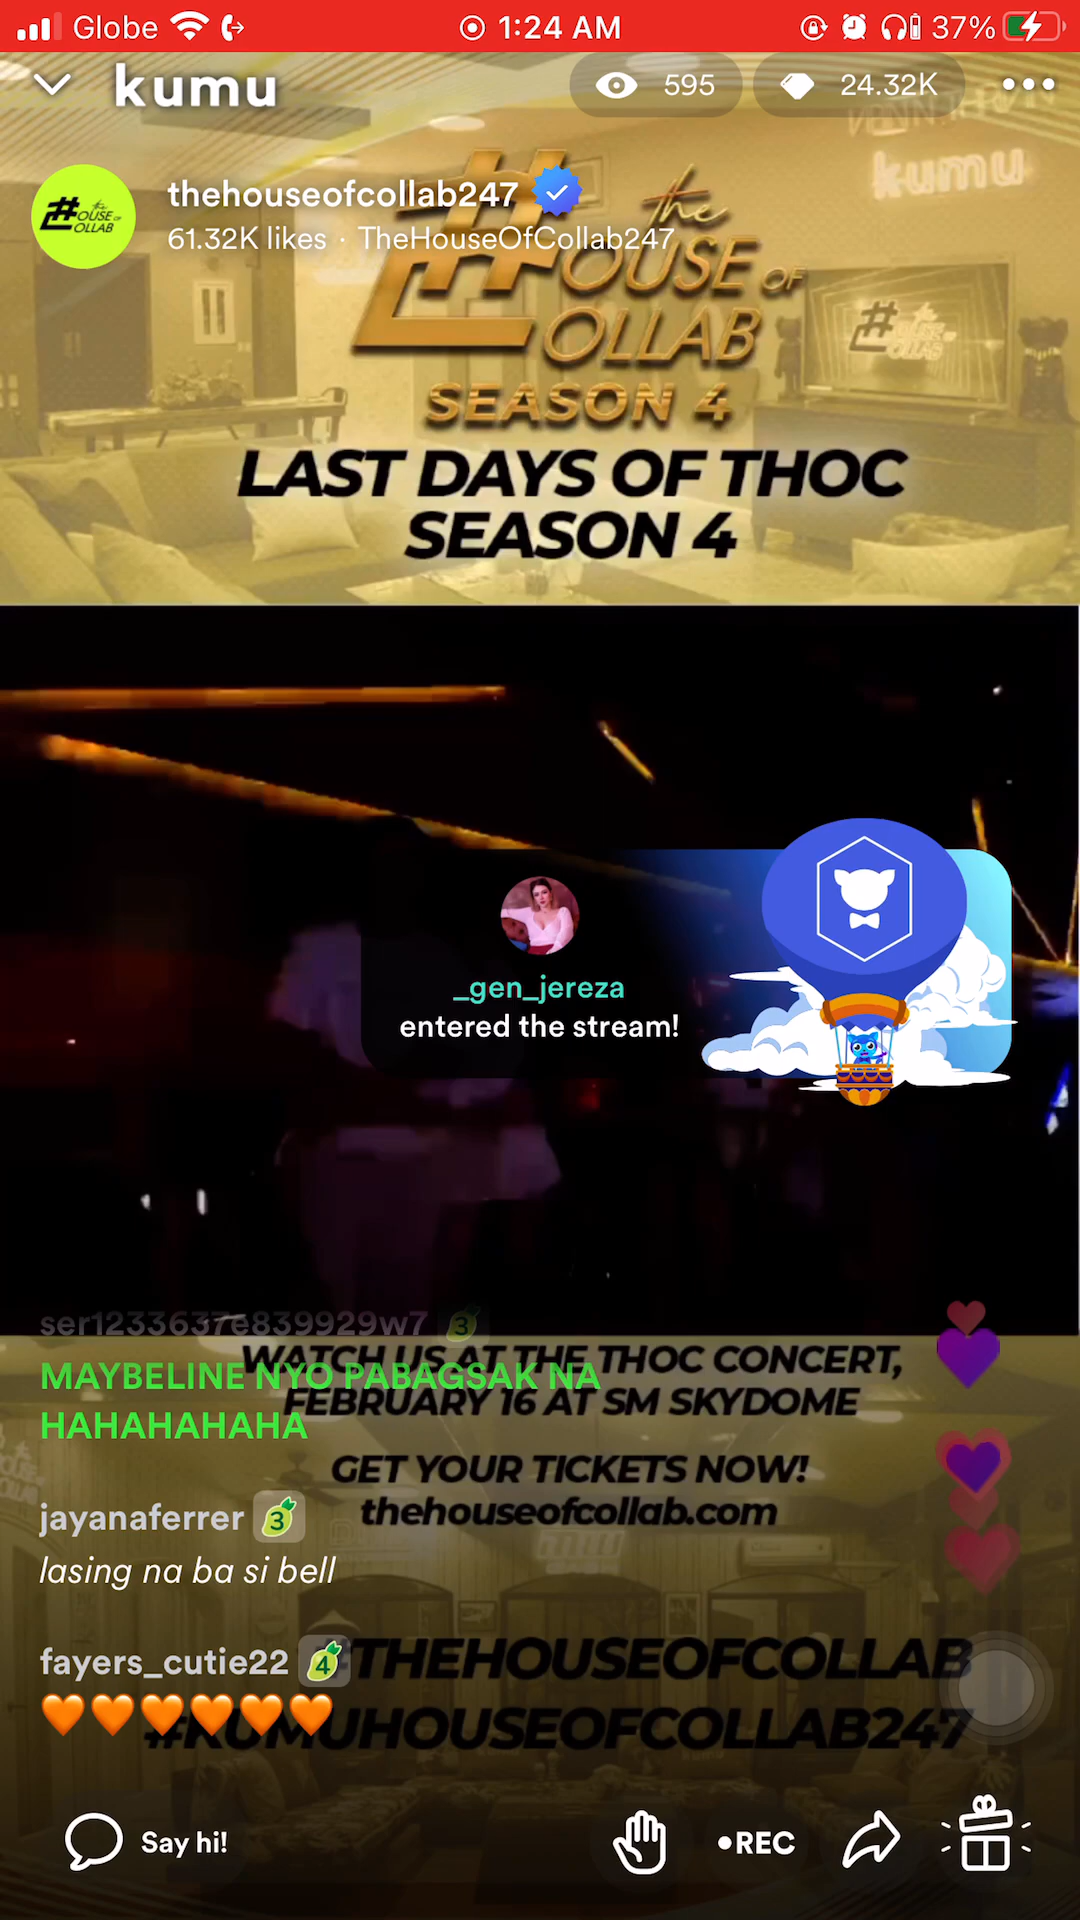 Globe
1:24 AM
37%
kumu
595
24.32K
kumu
thehouseofcollab247
61.32K likes · TheHouseOfCollab247
#the
HOUSE OF
COLLAB
SEASON 4
LAST DAYS OF THOC
SEASON 4
_gen_jereza
entered the stream!
ser1233637e839929w7 3
WATCH US AT THE THOC CONCERT,
MAYBELINE NYO PABAGSAK NA
FEBRUARY 16 AT SM SKYDOME
HAHAHAHAHA
GET YOUR TICKETS NOW!
jayanaferrer 3
thehouseofcollab.com
lasing na ba si bell
fayers_cutie22 4
#THEHOUSEOFCOLLAB
🧡🧡🧡🧡🧡🧡
#KUMUHOUSEOFCOLLAB247
Say hi!
•REC